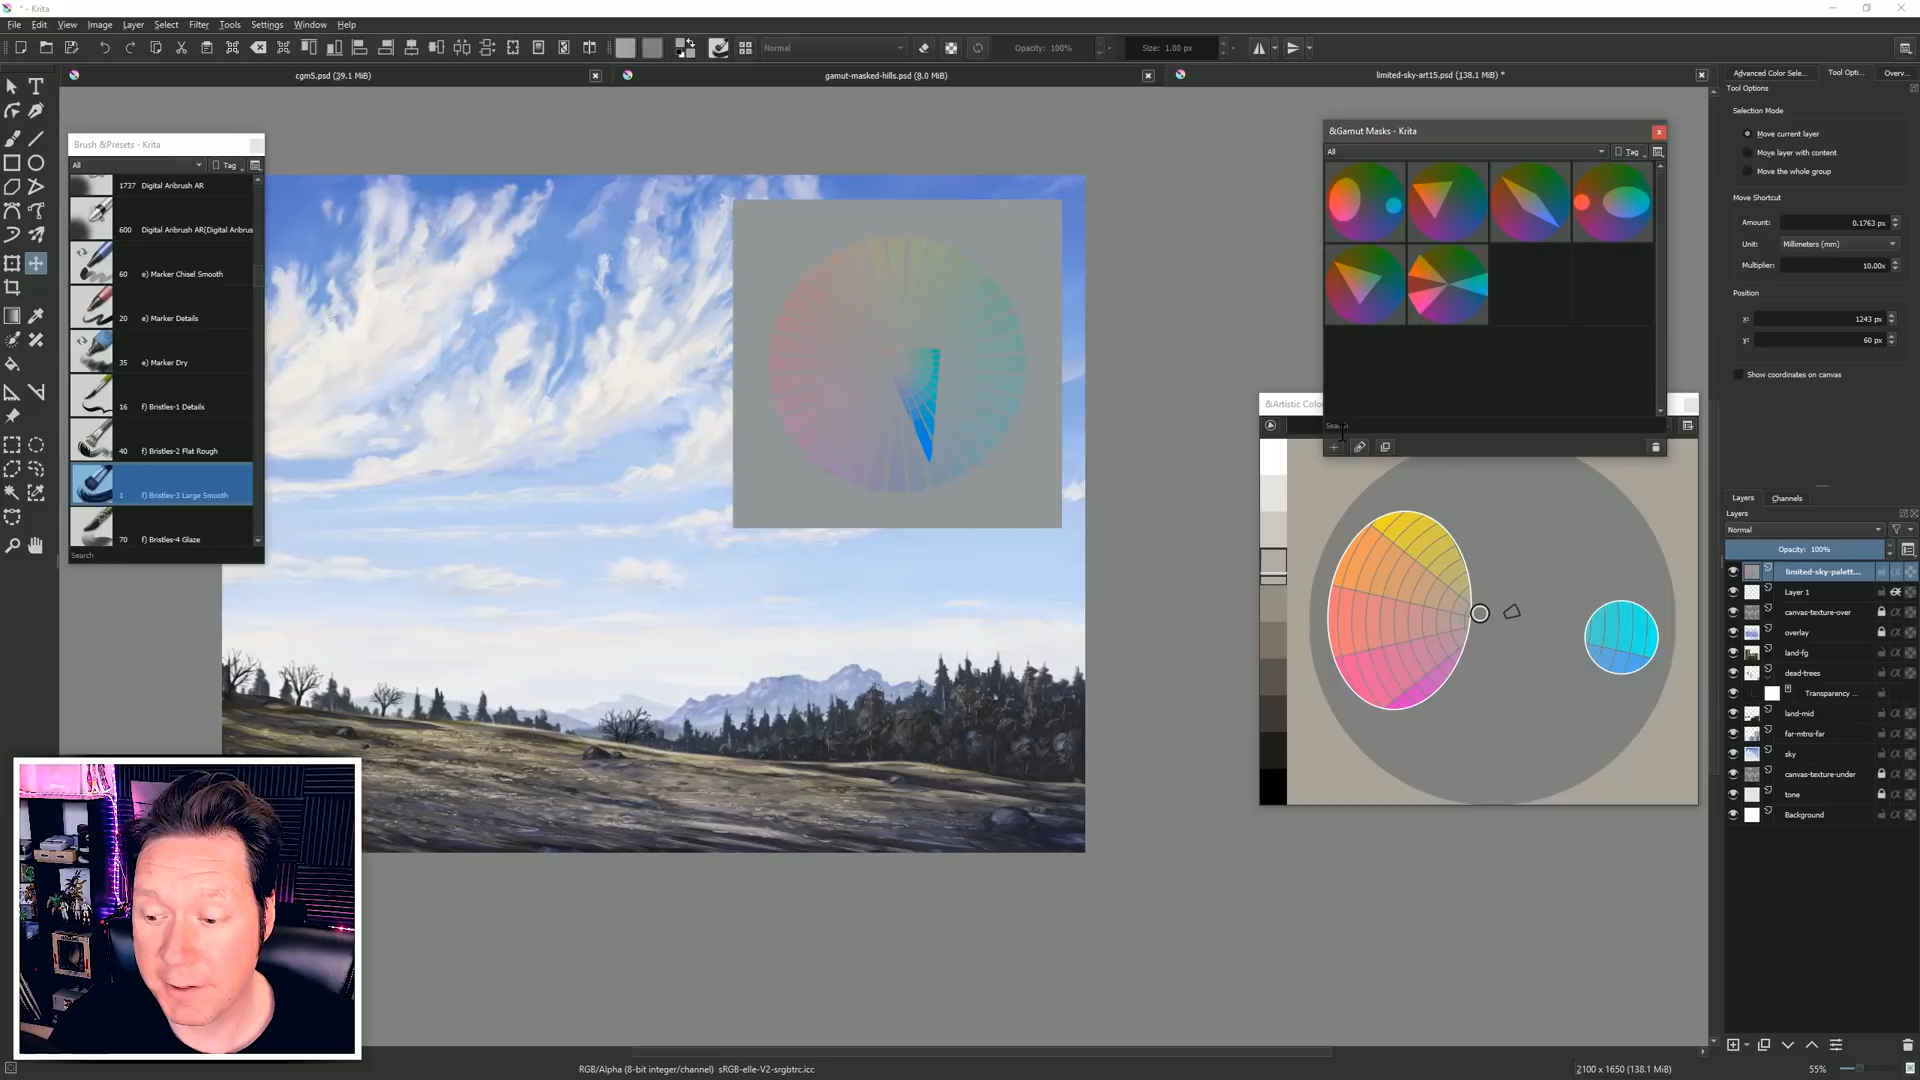 * - Krita
File Edit View Image Layer Select Filter Tools Settings Window Help
Normal
Opacity: 100%
Size: 1.00 px
cgm5.psd (39.1 MiB)
gamut-masked-hills.psd (8.0 MiB)
limited-sky-art15.psd (138.1 MiB) *
Brush &Presets - Krita
All
Tag
1737 Digital Airbrush AR
600 Digital Airbrush AR(Digital Airbrus
60 e) Marker Chisel Smooth
20 e) Marker Details
35 e) Marker Dry
16 f) Bristles-1 Details
40 f) Bristles-2 Flat Rough
1 f) Bristles-3 Large Smooth
70 f) Bristles-4 Glaze
Search
&Gamut Masks - Krita
All
Tag
Search
&Artistic Colo
Advanced Color Sele...
Tool Opti...
Overv...
Tool Options
Selection Mode
Move current layer
Move layer with content
Move the whole group
Move Shortcut
Amount: 0.1763 px
Unit: Millimeters (mm)
Multiplier: 10.00x
Position
x: 1243 px
y: 60 px
Show coordinates on canvas
Layers
Channels
Layers
Normal
Opacity: 100%
limited-sky-palett...
Layer 1
canvas-texture-over
overlay
land-fg
dead-trees
Transparency ...
land-mid
far-mtns-far
sky
canvas-texture-under
tone
Background
RGB/Alpha (8-bit integer/channel) sRGB-elle-V2-srgbtrc.icc
2100 x 1650 (138.1 MiB)
55%